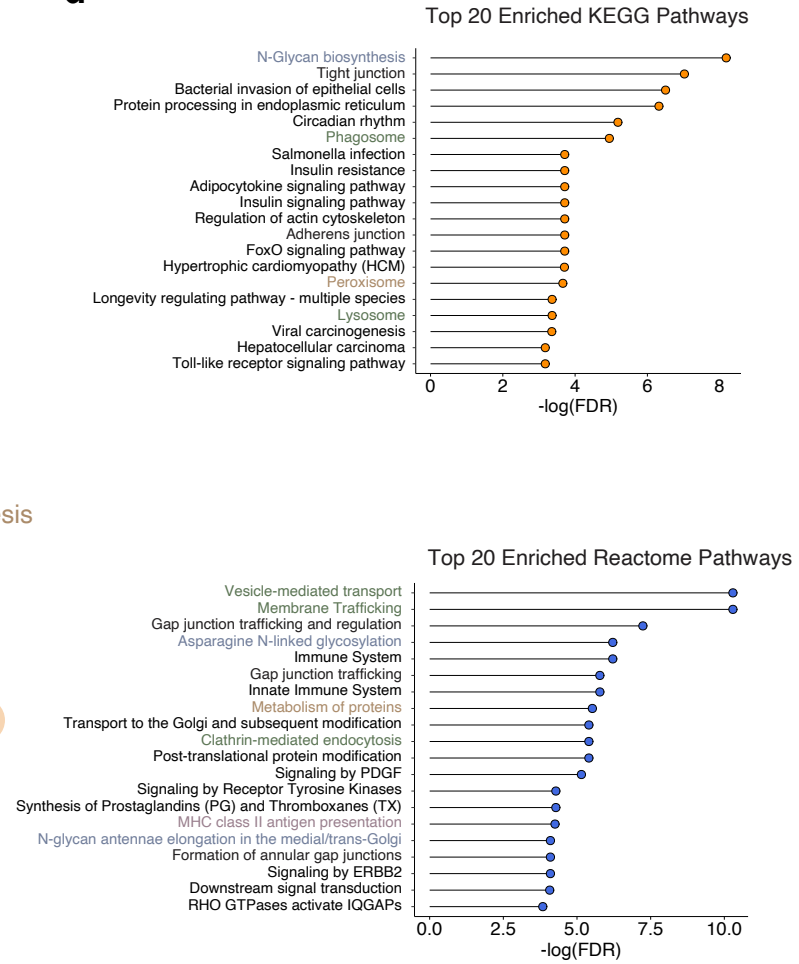 Top 20 Enriched KEGG Pathways
N-Glycan biosynthesis
Tight junction
Bacterial invasion of epithelial cells
Protein processing in endoplasmic reticulum
Circadian rhythm
Phagosome
Salmonella infection
Insulin resistance
Adipocytokine signaling pathway
Insulin signaling pathway
Regulation of actin cytoskeleton
Adherens junction
FoxO signaling pathway
Hypertrophic cardiomyopathy (HCM)
Peroxisome
Longevity regulating pathway - multiple species
Lysosome
Viral carcinogenesis
Hepatocellular carcinoma
Toll-like receptor signaling pathway
0 2 4 6 8
-log(FDR)
sis
Top 20 Enriched Reactome Pathways
Vesicle-mediated transport
Membrane Trafficking
Gap junction trafficking and regulation
Asparagine N-linked glycosylation
Immune System
Gap junction trafficking
Innate Immune System
Metabolism of proteins
Transport to the Golgi and subsequent modification
Clathrin-mediated endocytosis
Post-translational protein modification
Signaling by PDGF
Signaling by Receptor Tyrosine Kinases
Synthesis of Prostaglandins (PG) and Thromboxanes (TX)
MHC class II antigen presentation
N-glycan antennae elongation in the medial/trans-Golgi
Formation of annular gap junctions
Signaling by ERBB2
Downstream signal transduction
RHO GTPases activate IQGAPs
0.0 2.5 5.0 7.5 10.0
-log(FDR)